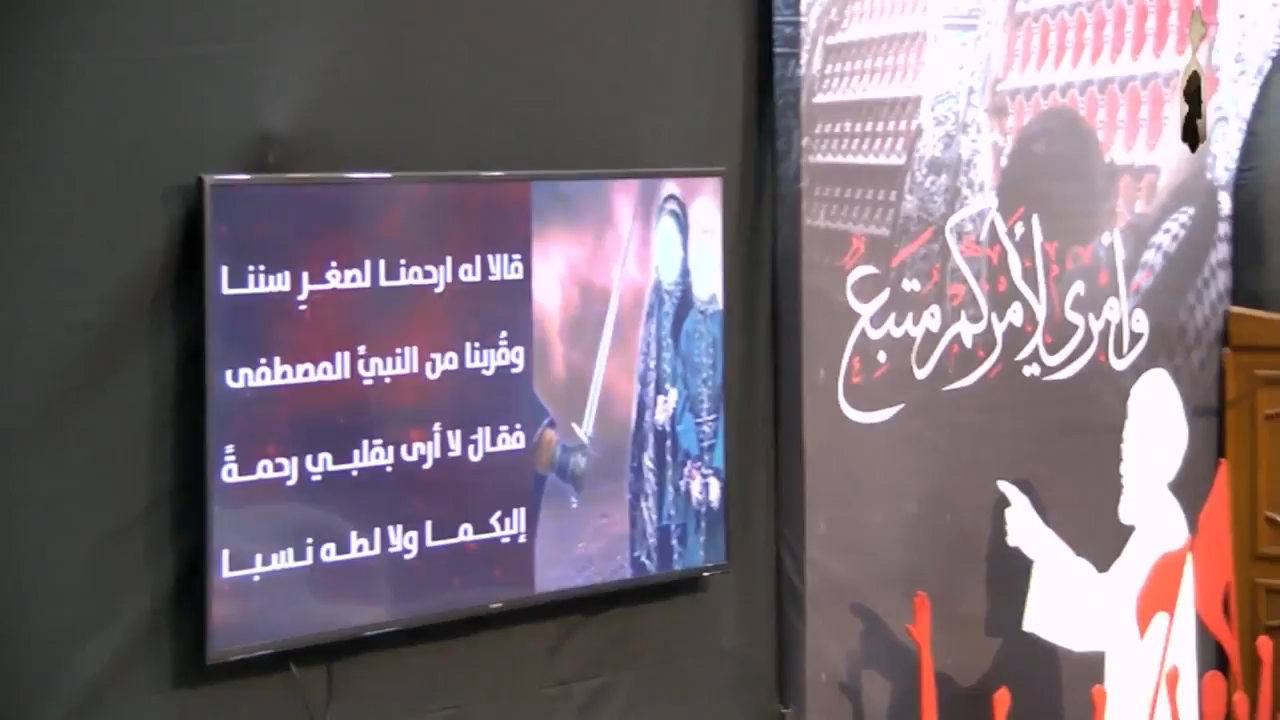 قالا له ارحمنا لصغرِ سننا
وقُربنا من النبيِّ المصطفى
فقالَ لا أرى بقلبي رحمةً
إليكما ولا لطه نسبا
وأمري لأمركم متبع